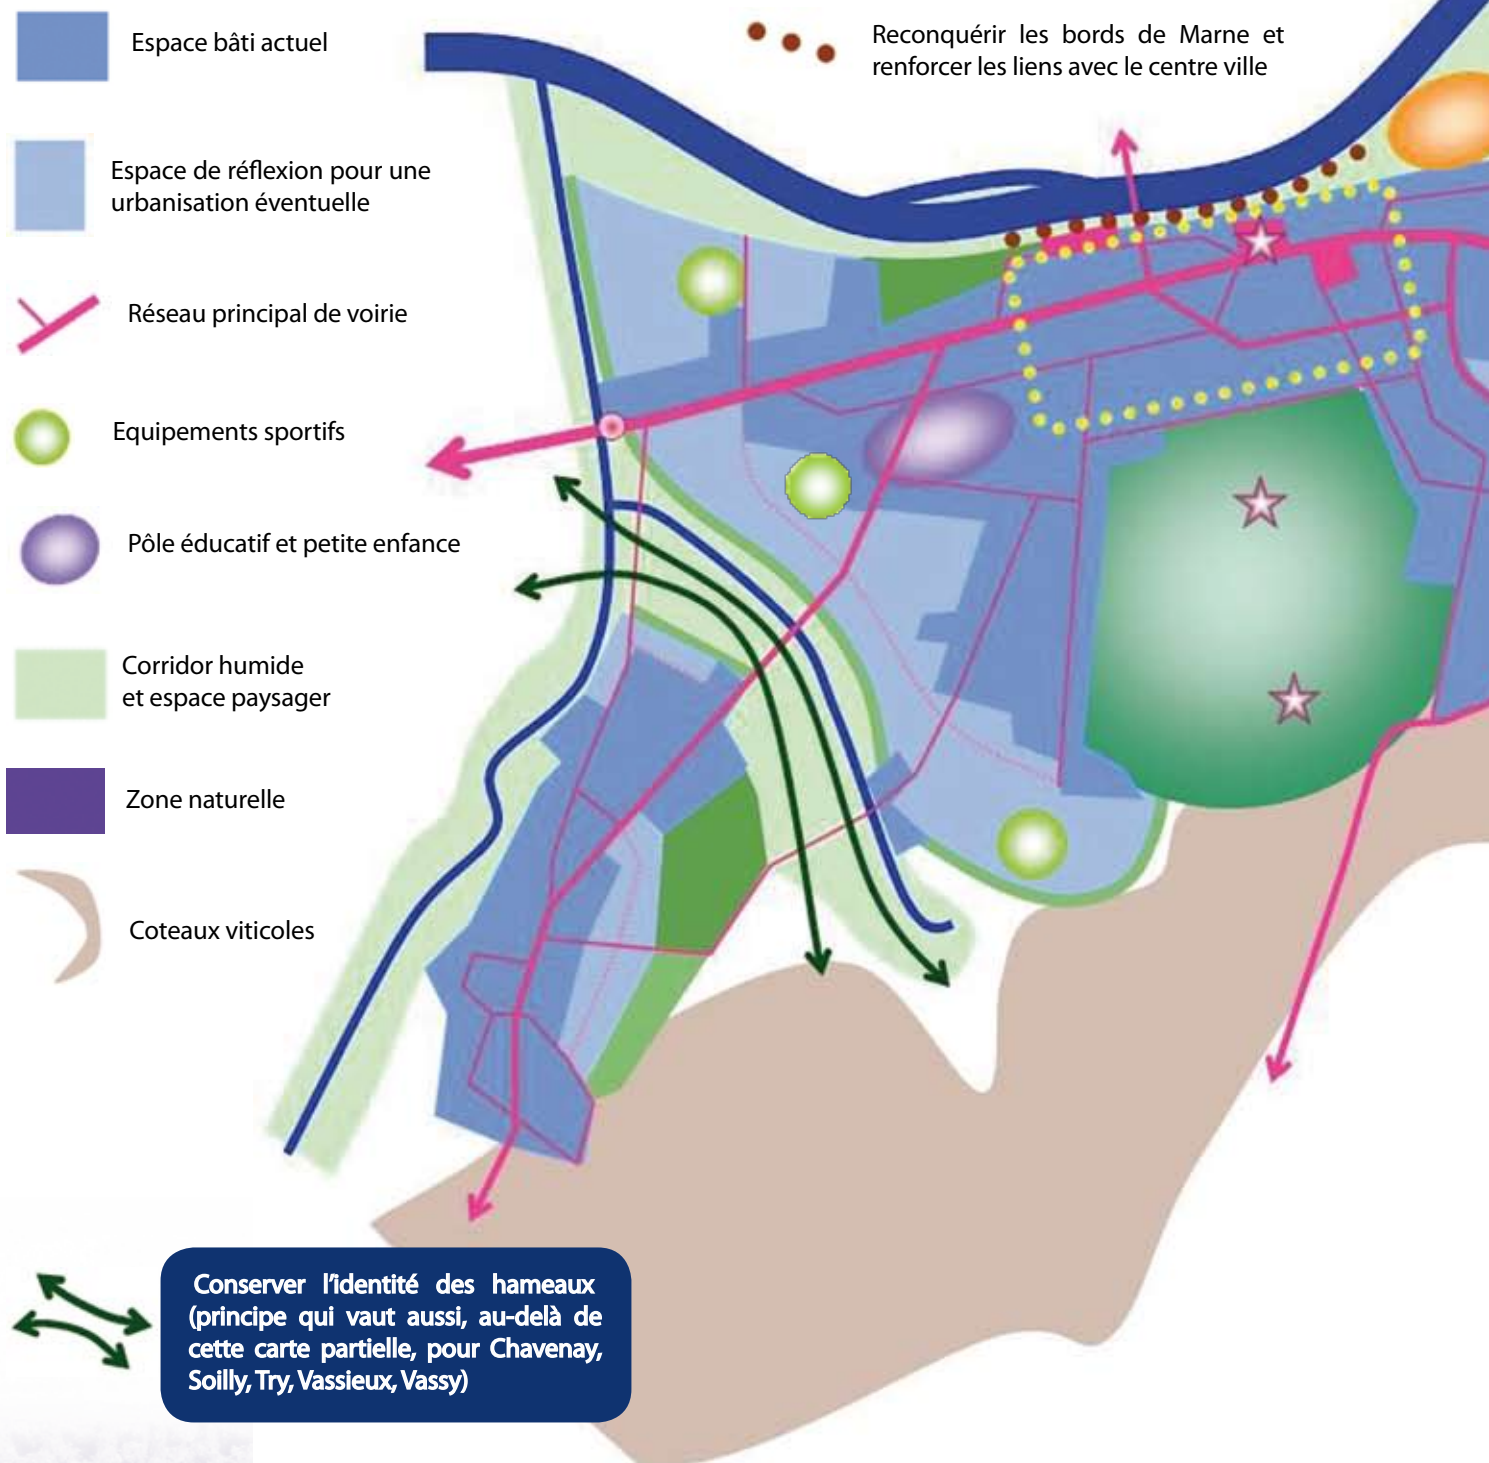 Espace bâti actuel
Reconquérir les bords de Marne et
renforcer les liens avec le centre ville
Espace de réflexion pour une
urbanisation éventuelle
Réseau principal de voirie
Equipements sportifs
Pôle éducatif et petite enfance
Corridor humide
et espace paysager
Zone naturelle
Coteaux viticoles
Conserver l'identité des hameaux
(principe qui vaut aussi, au-delà de
cette carte partielle, pour Chavenay,
Soilly, Try, Vassieux, Vassy)